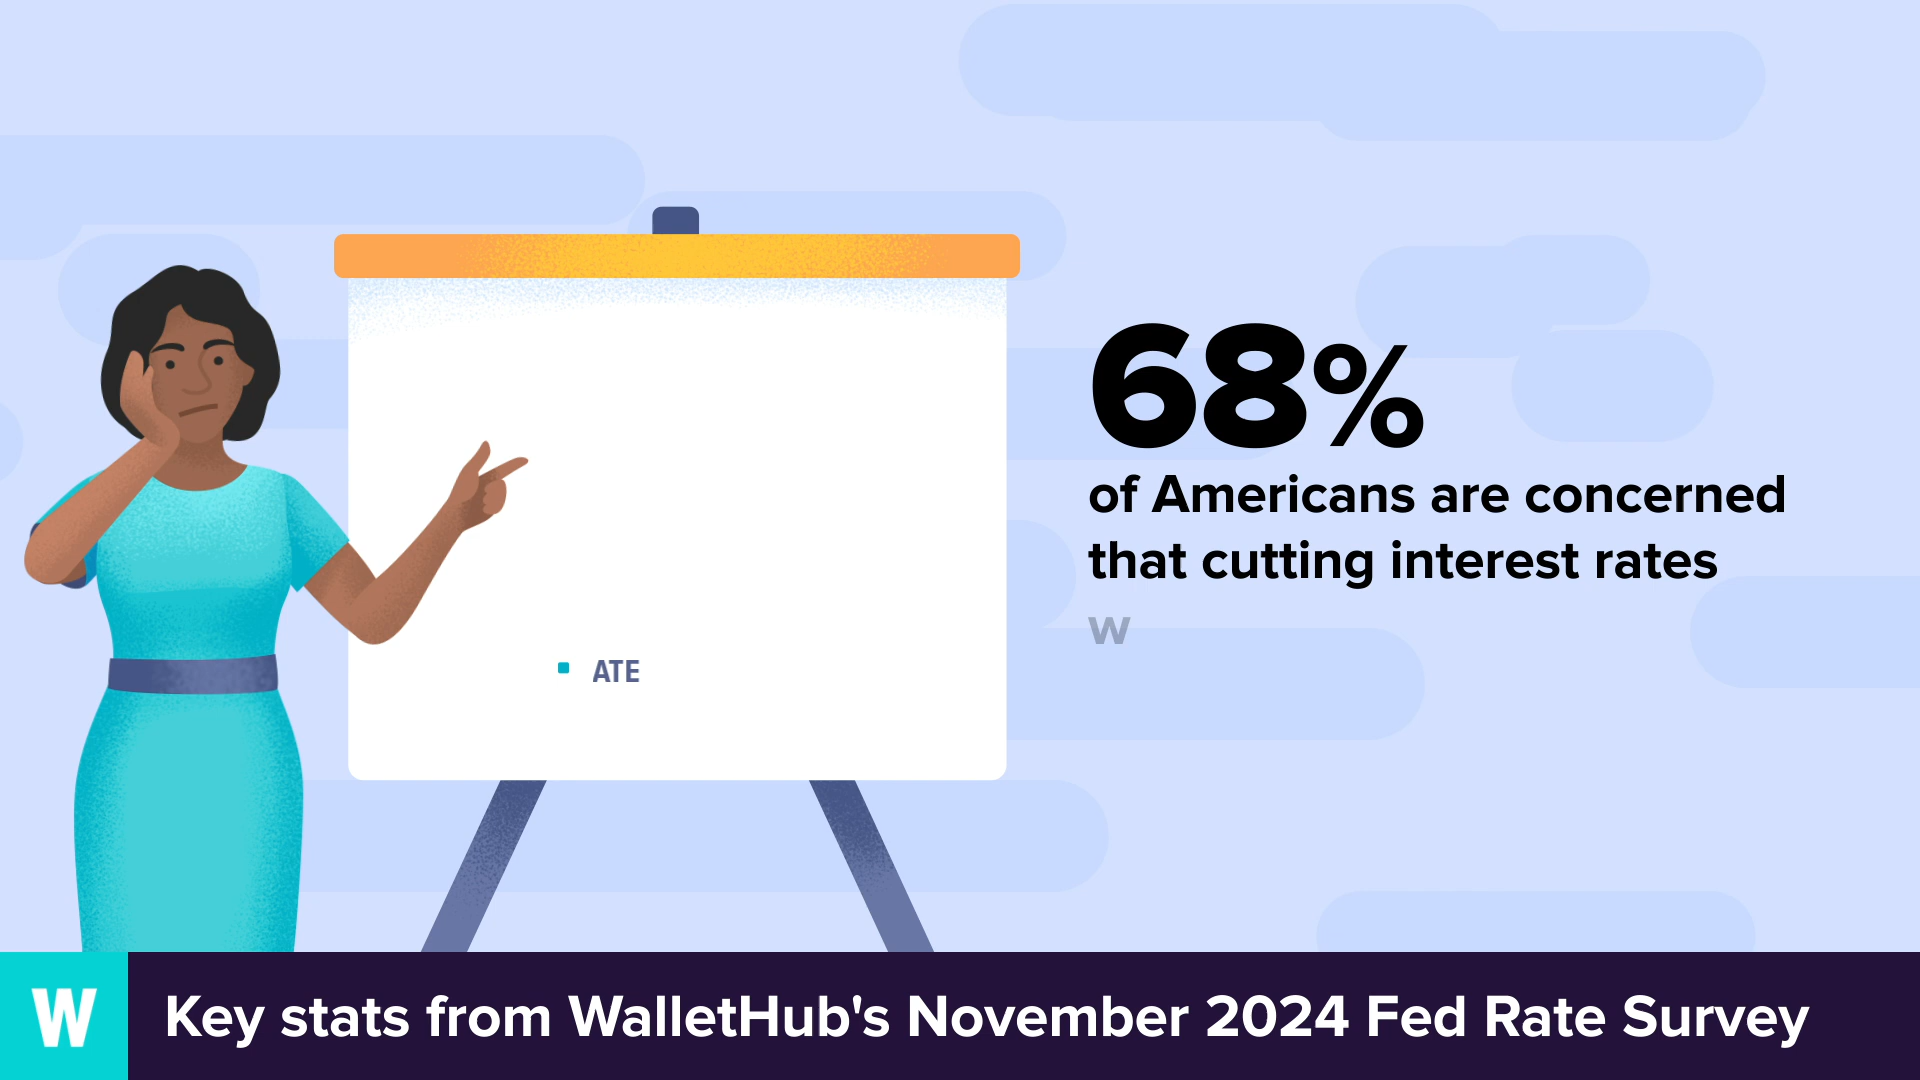 68%
of Americans are concerned
that cutting interest rates
w
ATE
W
Key stats from WalletHub's November 2024 Fed Rate Survey